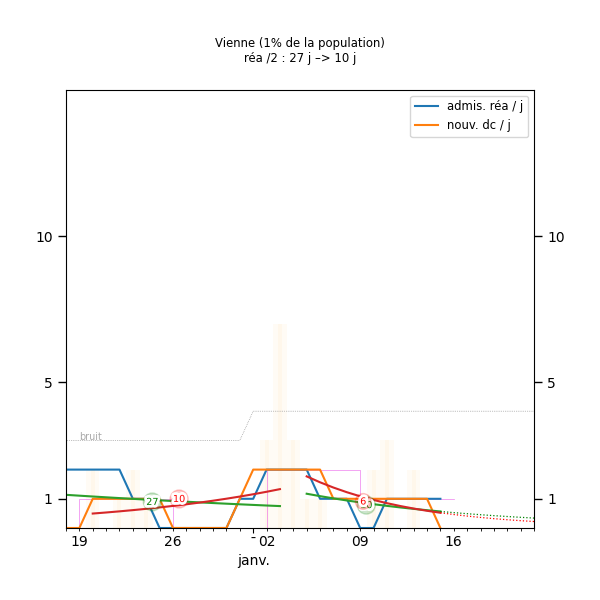 Vienne (1% de la population)
réa /2 : 27 j –> 10 j
admis. réa / j
nouv. dc / j
10
10
5
5
bruit
1
27
10
6
1
19
26
02
09
16
janv.